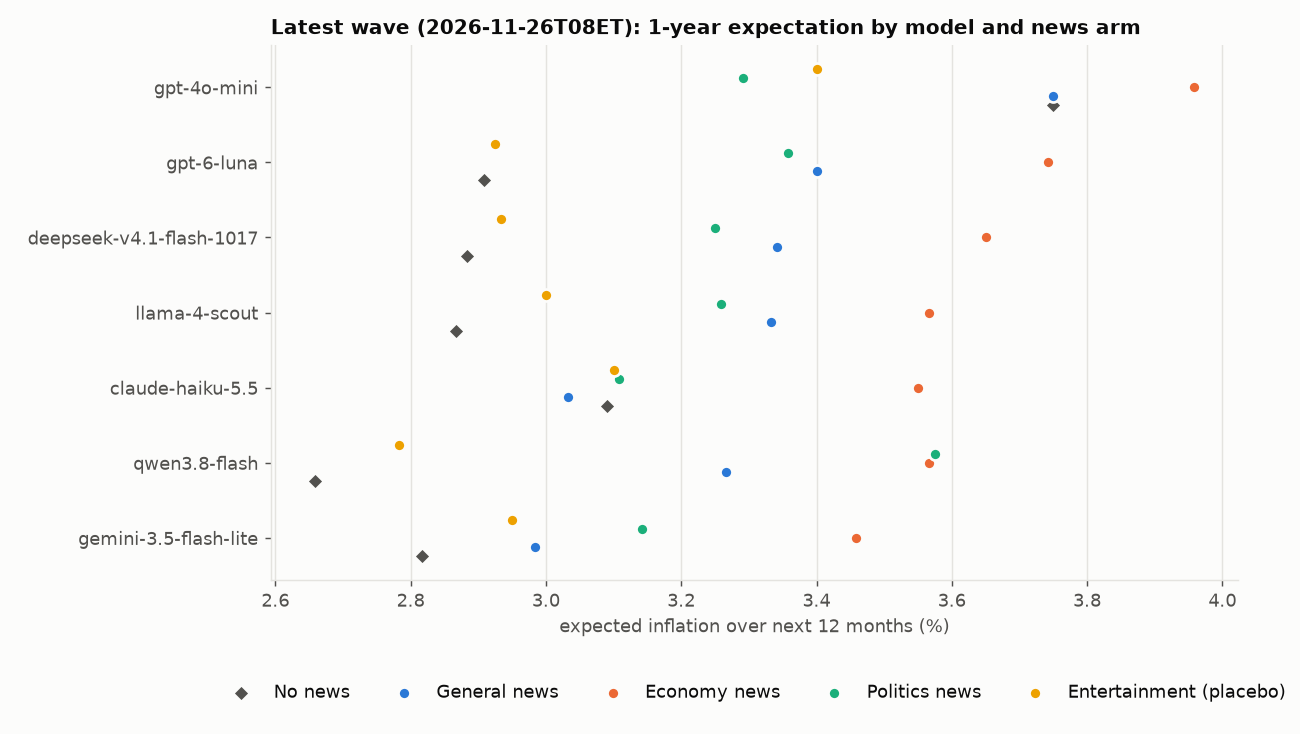 Latest wave (2026-11-26T08ET): 1-year expectation by model and news arm
gpt-4o-mini
gpt-6-luna
deepseek-v4.1-flash-1017
llama-4-scout
claude-haiku-5.5
qwen3.8-flash
gemini-3.5-flash-lite
2.6 2.8 3.0 3.2 3.4 3.6 3.8 4.0
expected inflation over next 12 months (%)
No news General news Economy news Politics news Entertainment (placebo)